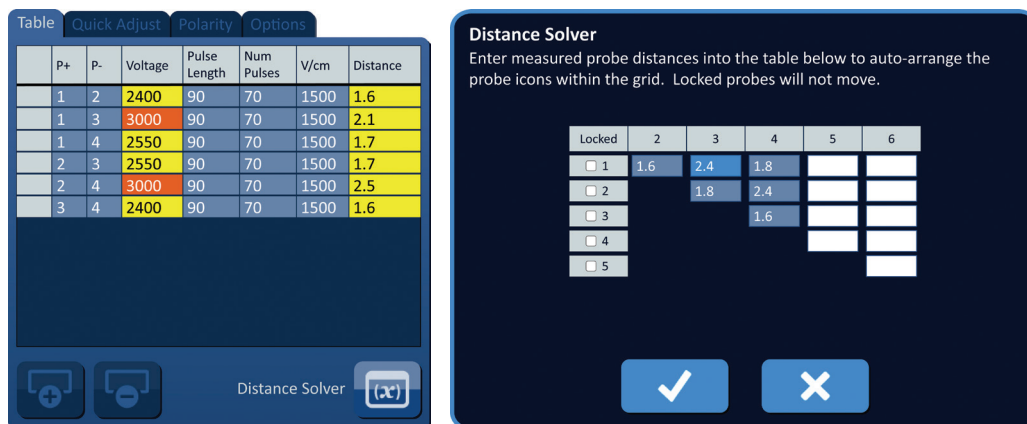 Table Quick Adjust Polarity Options
P+ P- Voltage Pulse Length Num Pulses V/cm Distance
1 2 2400 90 70 1500 1.6
1 3 3000 90 70 1500 2.1
1 4 2550 90 70 1500 1.7
2 3 2550 90 70 1500 1.7
2 4 3000 90 70 1500 2.5
3 4 2400 90 70 1500 1.6
Distance Solver (x)
Distance Solver
Enter measured probe distances into the table below to auto-arrange the
probe icons within the grid. Locked probes will not move.
Locked 2 3 4 5 6
1 1.6 2.4 1.8
2 1.8 2.4
3 1.6
4
5